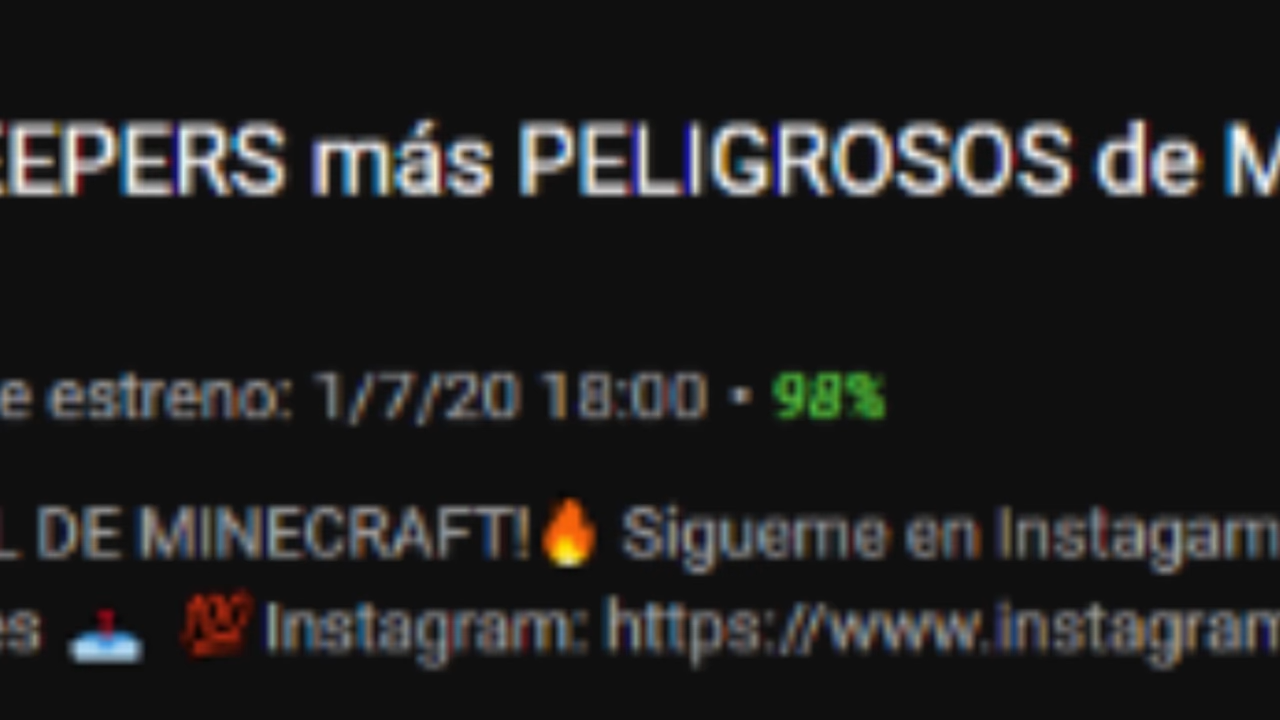 EEPERS más PELIGROSOS de M
e estreno: 1/7/20 18:00 • 98%
L DE MINECRAFT!🔥 Sigueme en Instagam
es 🕹️ 💯 Instagram: https://www.instagram